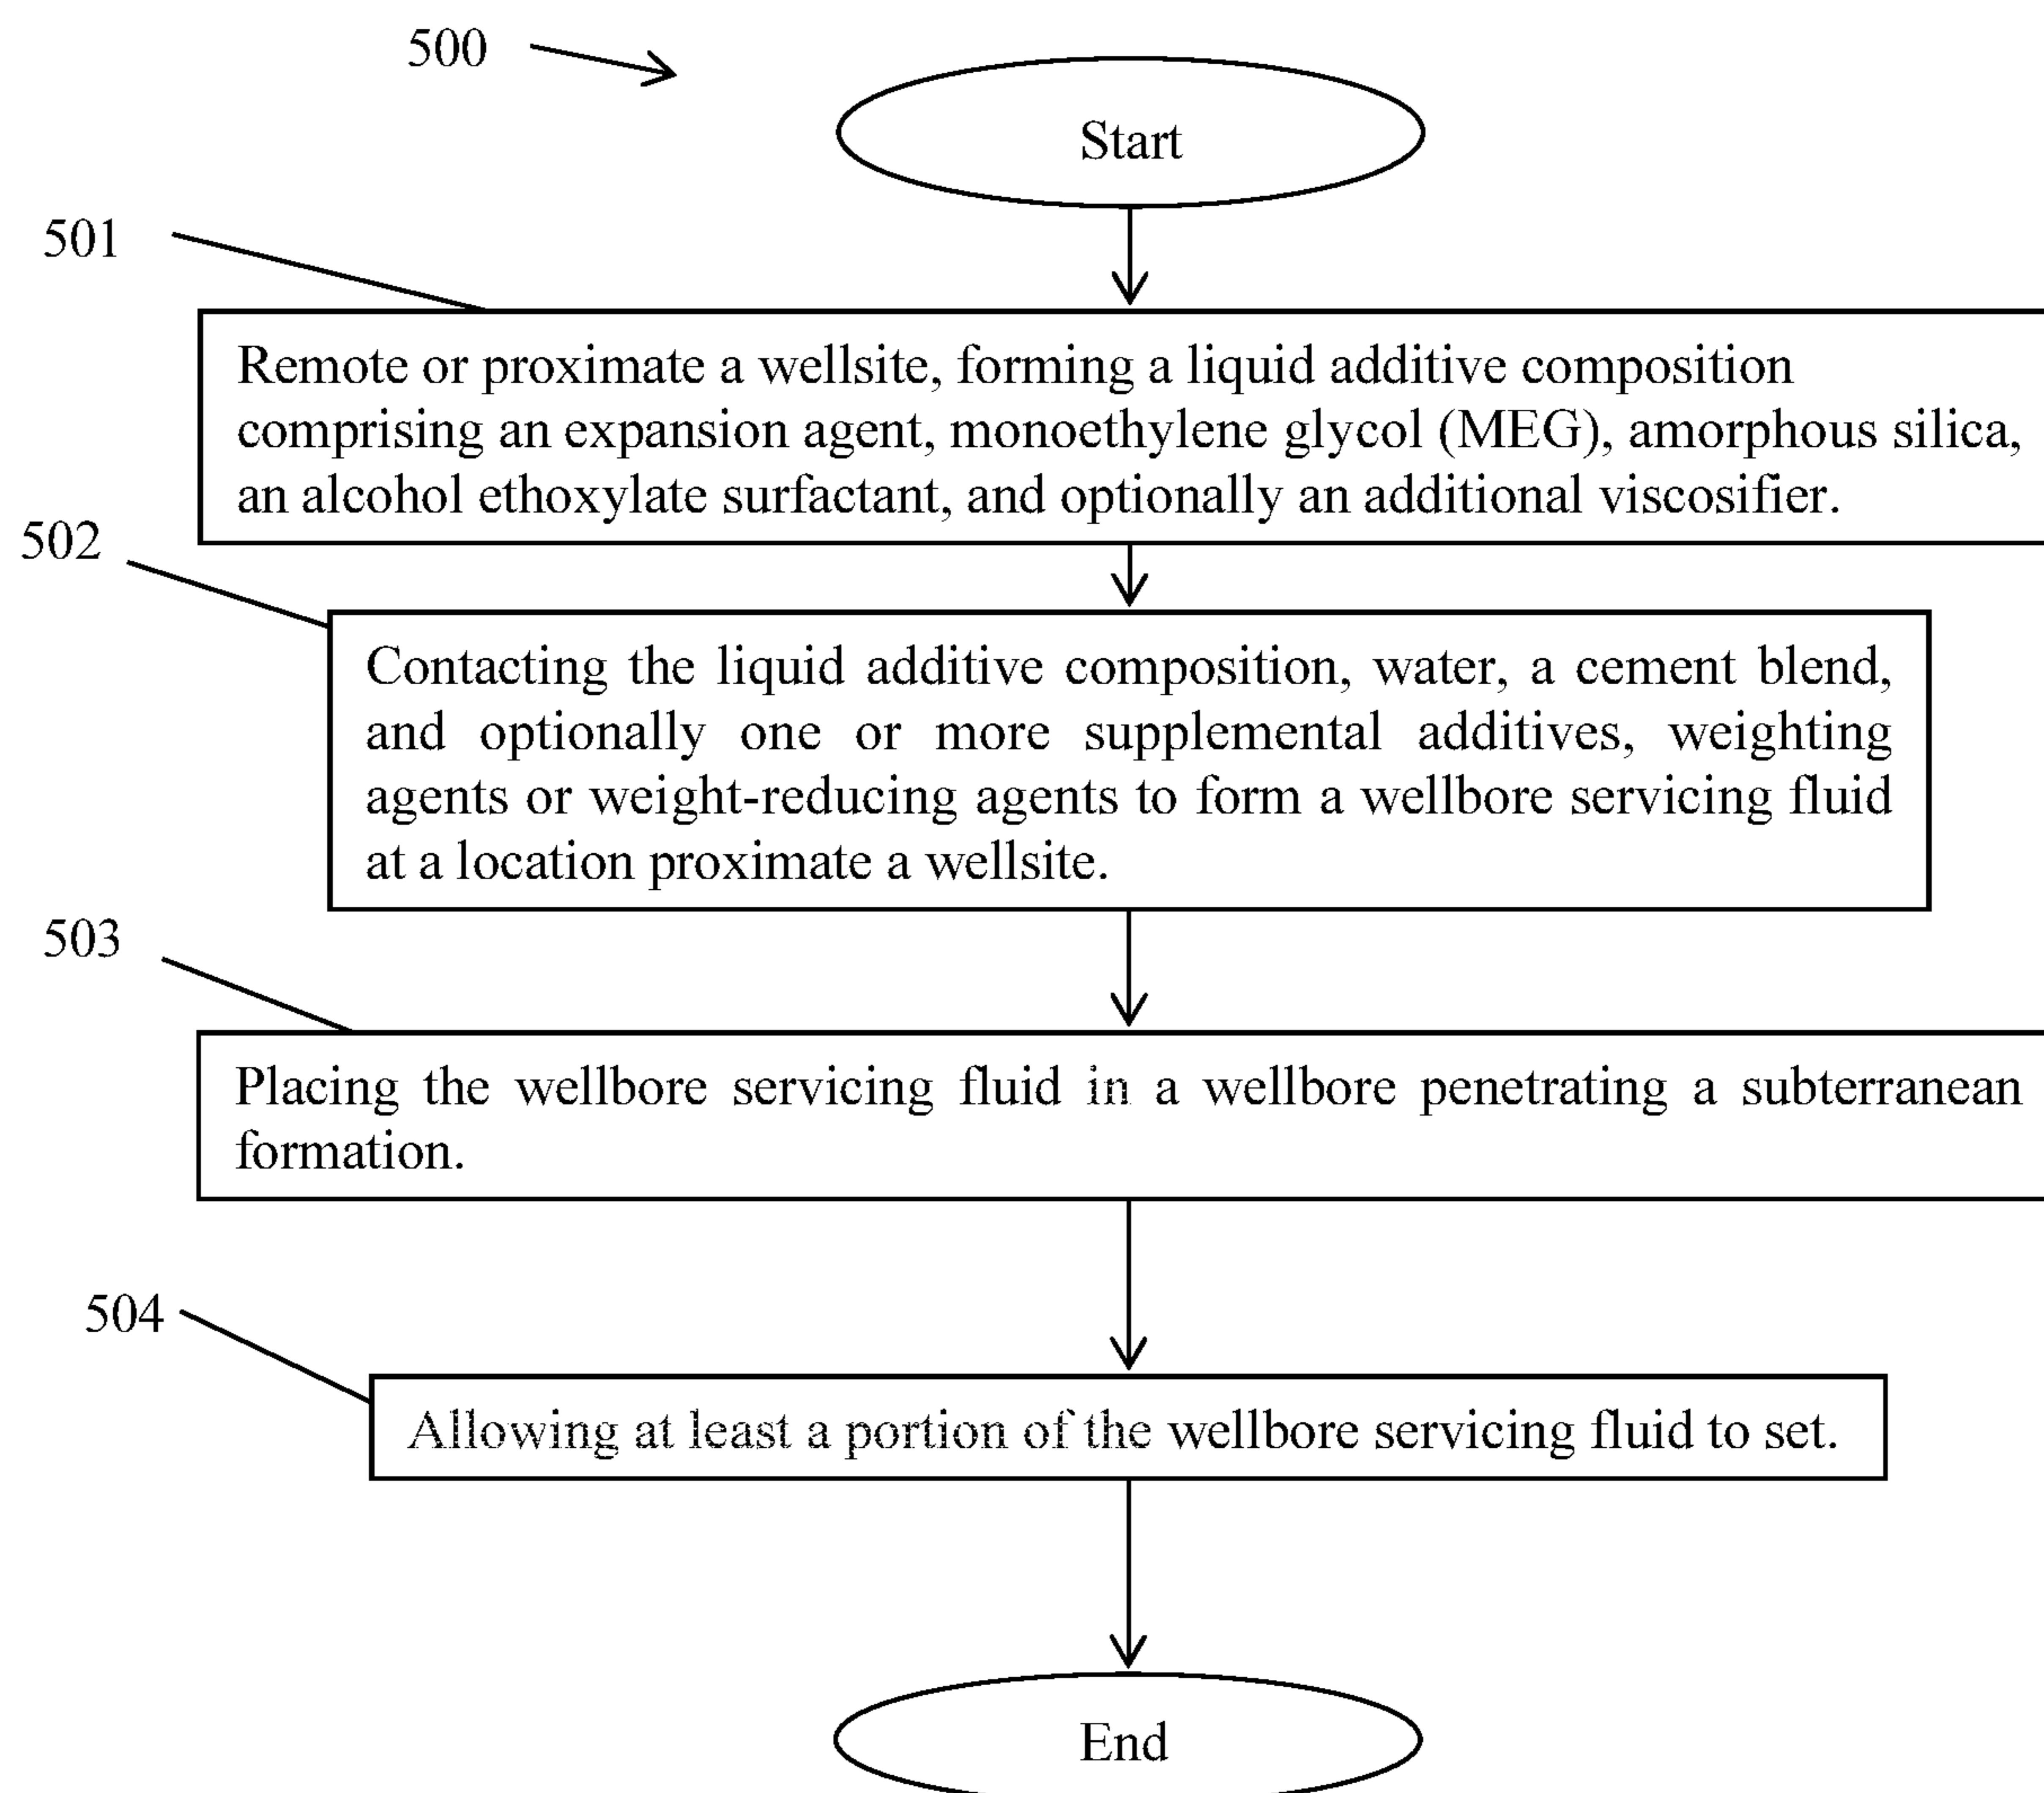 500
Start
501
Remote or proximate a wellsite, forming a liquid additive composition
comprising an expansion agent, monoethylene glycol (MEG), amorphous silica,
an alcohol ethoxylate surfactant, and optionally an additional viscosifier.
502
Contacting the liquid additive composition, water, a cement blend,
and optionally one or more supplemental additives, weighting
agents or weight-reducing agents to form a wellbore servicing fluid
at a location proximate a wellsite.
503
Placing the wellbore servicing fluid in a wellbore penetrating a subterranean
formation.
504
Allowing at least a portion of the wellbore servicing fluid to set.
End